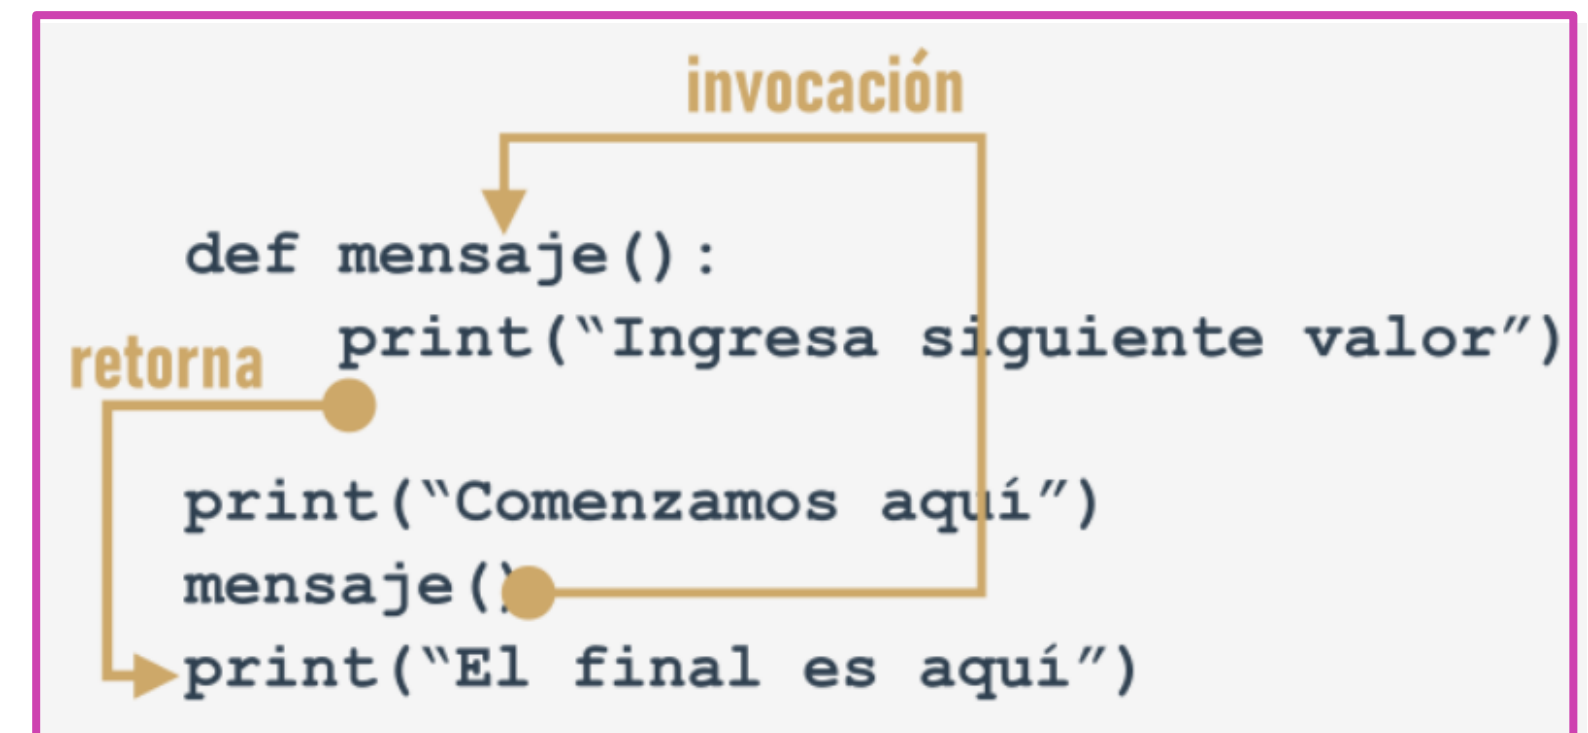 invocación
def mensaje():
print(“Ingresa siguiente valor”)
retorna
print(“Comenzamos aquí”)
mensaje()
print(“El final es aquí”)